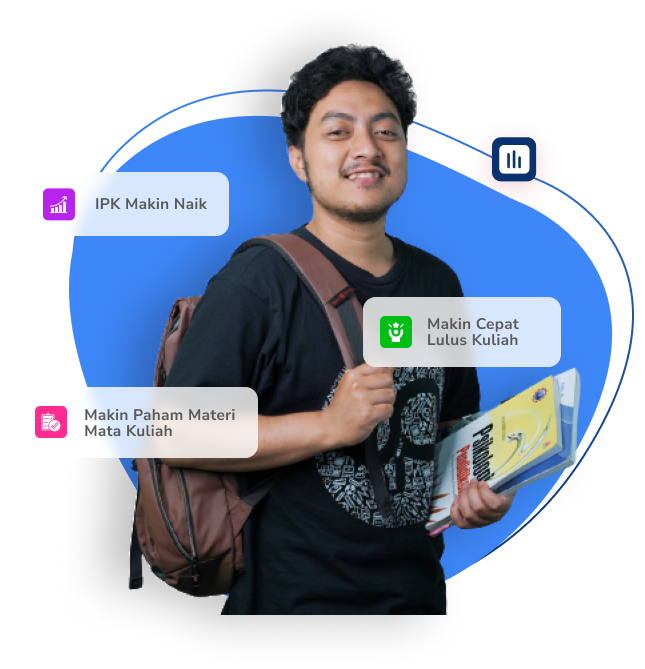 IPK Makin Naik
Makin Cepat
Lulus Kuliah
Makin Paham Materi
Mata Kuliah